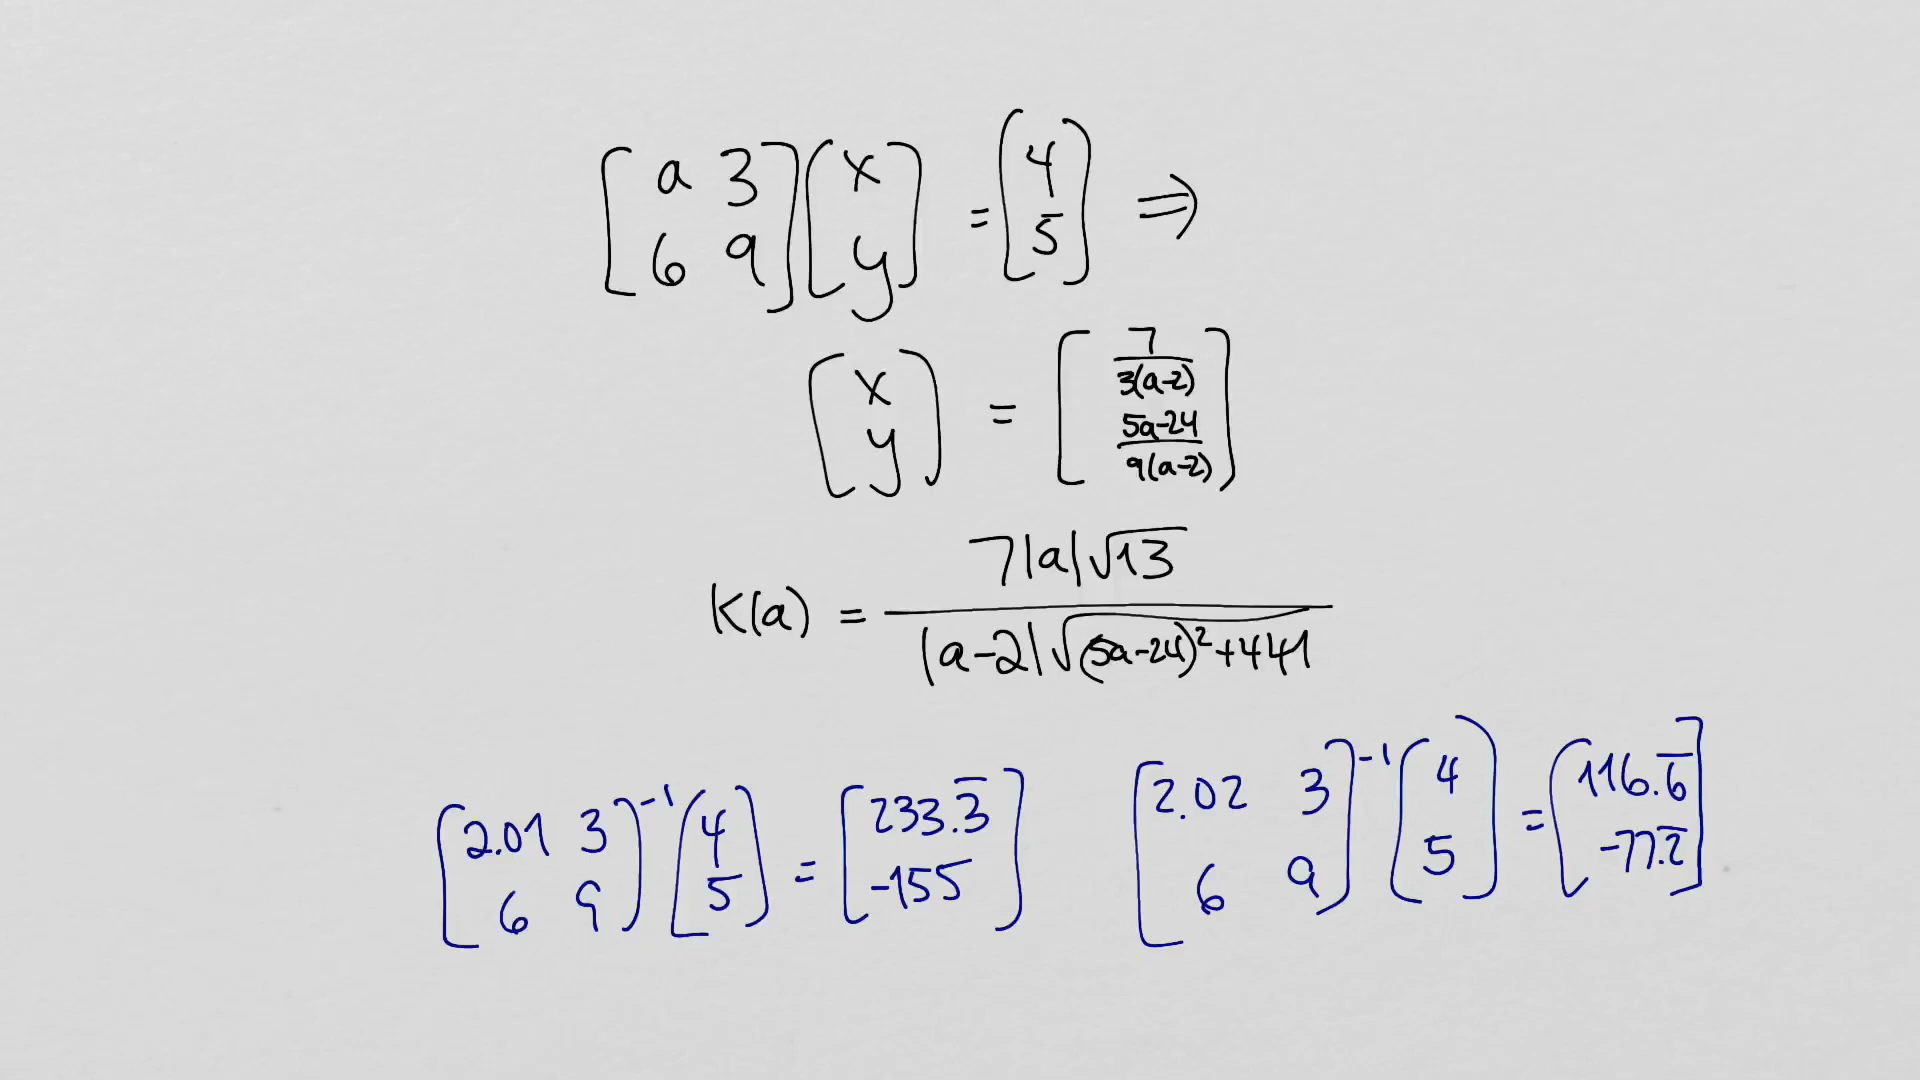 [a 3; 6 9] [x; y] = [4; 5] ⇒
[x; y] = [7/(3(a-2)); (5a-24)/(9(a-2))]
K(a) = 7|a|√13 / (|a-2|√((5a-24)²+441))
[2.01 3; 6 9]⁻¹ [4; 5] = [233.3̅; -155]
[2.02 3; 6 9]⁻¹ [4; 5] = [116.6̅; -77.2̅]